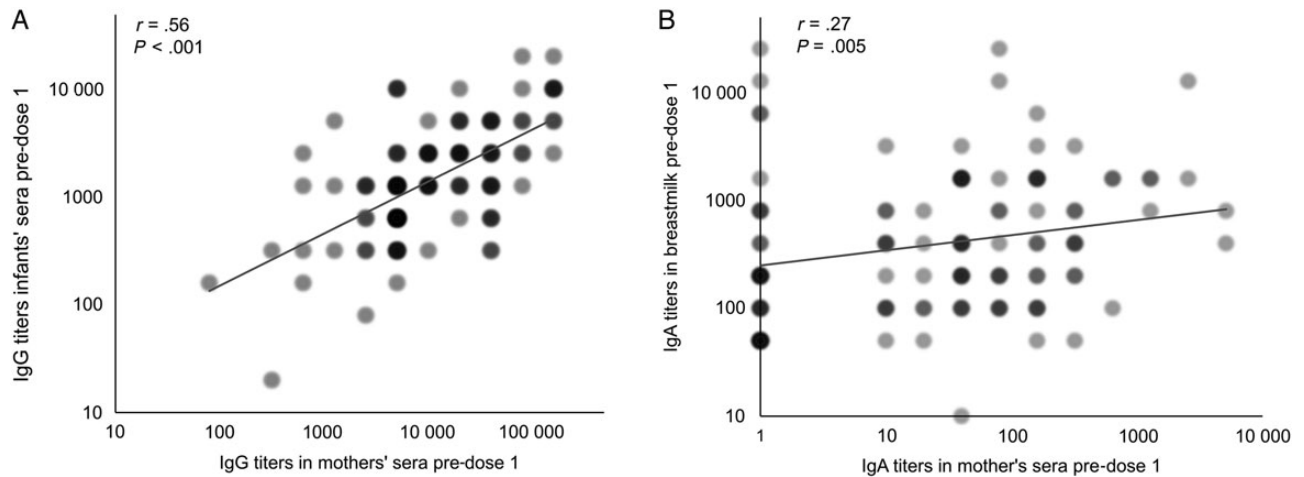 A
r = .56
P < .001
IgG titers infants' sera pre-dose 1
10 000
1000
100
10
10
100
1000
10 000
100 000
IgG titers in mothers' sera pre-dose 1
B
r = .27
P = .005
IgA titers in breastmilk pre-dose 1
10 000
1000
100
10
1
10
100
1000
10 000
IgA titers in mother's sera pre-dose 1